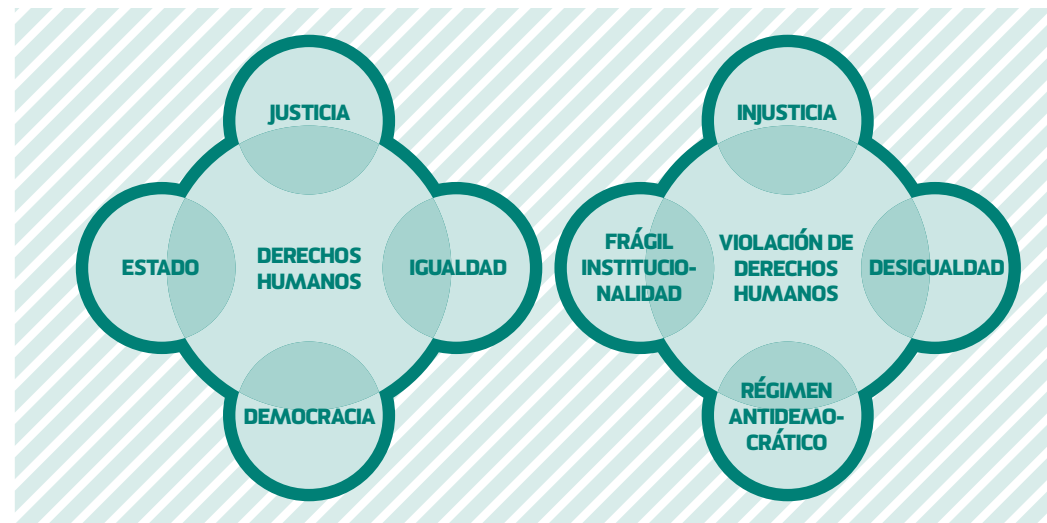 JUSTICIA
ESTADO
DERECHOS
HUMANOS
IGUALDAD
DEMOCRACIA
INJUSTICIA
FRÁGIL
INSTITUCIO-
NALIDAD
VIOLACIÓN DE
DERECHOS
HUMANOS
DESIGUALDAD
RÉGIMEN
ANTIDEMO-
CRÁTICO